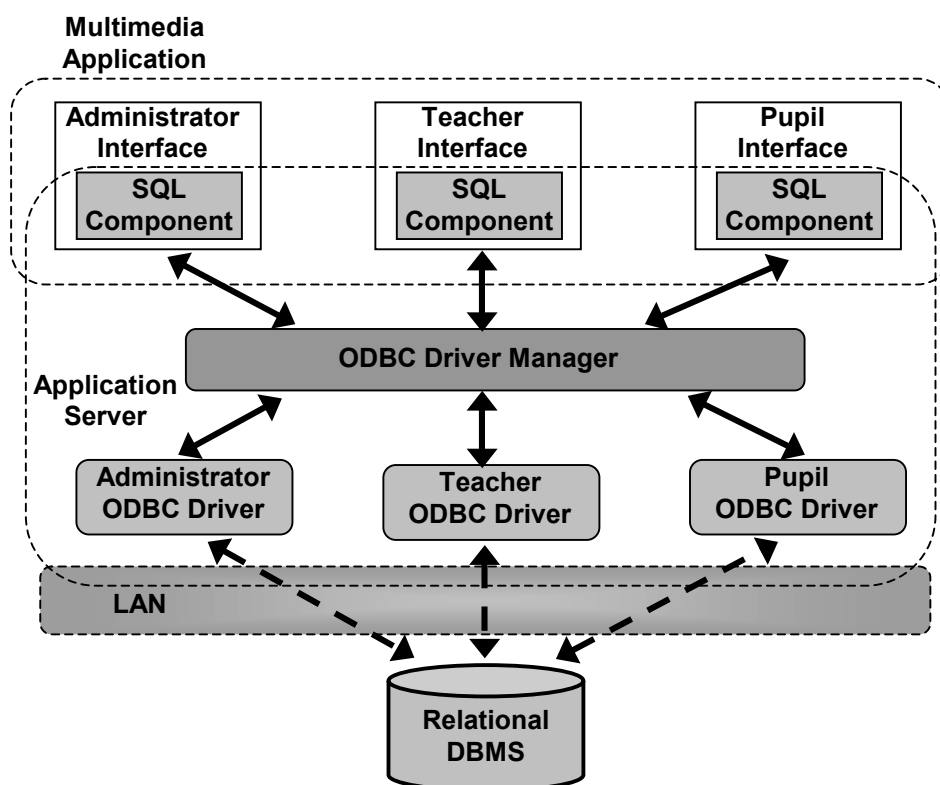 Multimedia
Application
Administrator
Interface
SQL
Component
Teacher
Interface
SQL
Component
Pupil
Interface
SQL
Component
ODBC Driver Manager
Application
Server
Administrator
ODBC Driver
Teacher
ODBC Driver
Pupil
ODBC Driver
LAN
Relational
DBMS